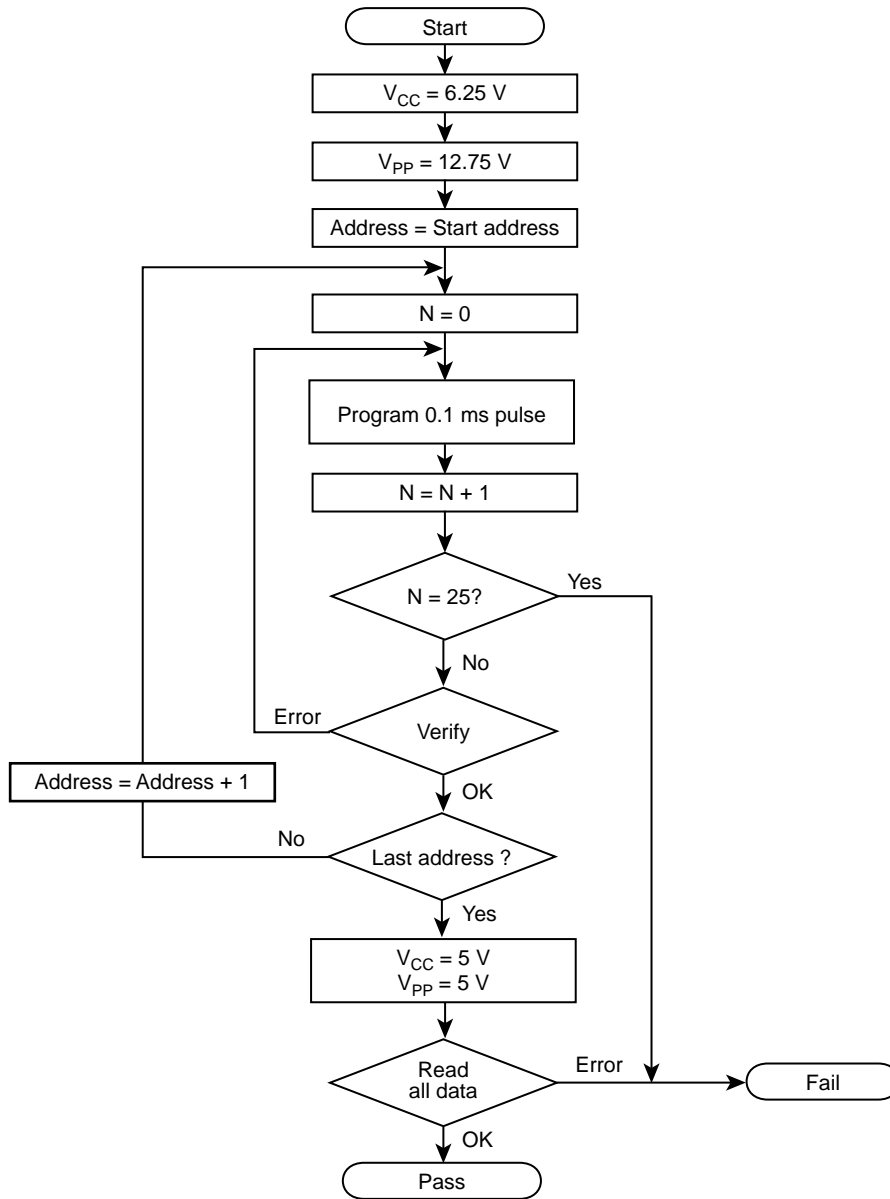 Start
VCC = 6.25 V
VPP = 12.75 V
Address = Start address
N = 0
Program 0.1 ms pulse
N = N + 1
N = 25?
Yes
No
Error
Verify
Address = Address + 1
OK
No
Last address ?
Yes
VCC = 5 V
VPP = 5 V
Read
all data
Error
Fail
OK
Pass